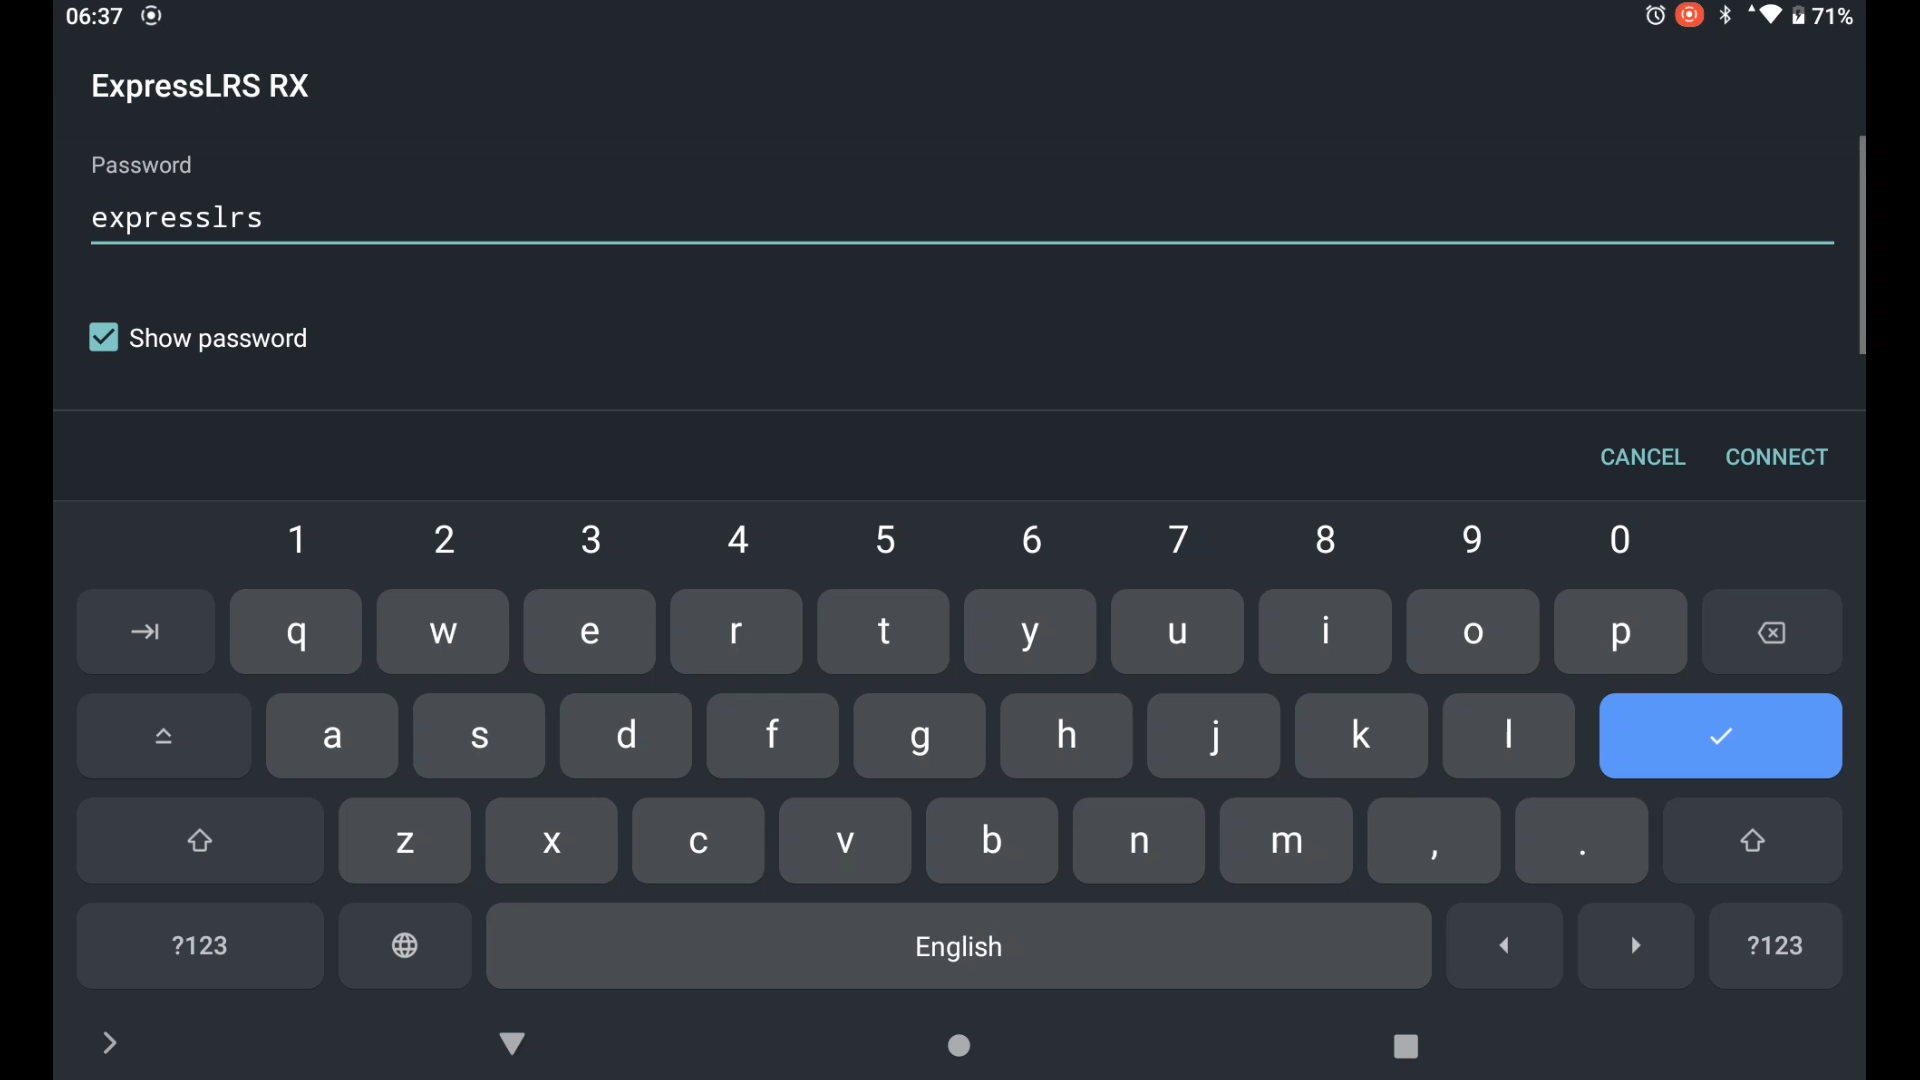 06:37 71%
ExpressLRS RX
Password
expresslrs
Show password
CANCEL CONNECT
1 2 3 4 5 6 7 8 9 0
q w e r t y u i o p
a s d f g h j k l
z x c v b n m , .
?123 English ?123